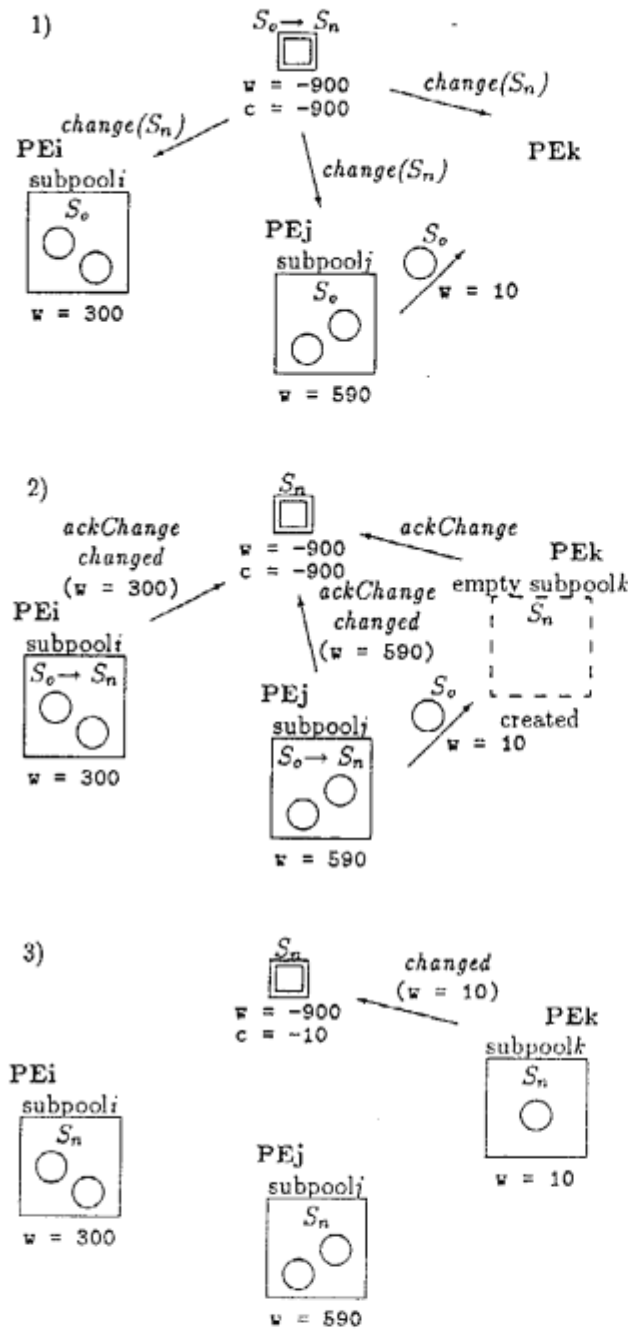 1)
Sₒ → Sₙ
w = -900
c = -900
change(Sₙ)
change(Sₙ)
change(Sₙ)
PEi
subpooli
Sₒ
w = 300
PEk
PEj
subpoolj
Sₒ
w = 590
Sₒ
w = 10
2)
Sₙ
w = -900
c = -900
ackChange
changed
(w = 300)
ackChange
PEi
subpooli
Sₒ → Sₙ
w = 300
ackChange
changed
(w = 590)
PEk
empty subpoolk
Sₙ
created
PEj
subpoolj
Sₒ → Sₙ
w = 590
Sₒ
w = 10
3)
Sₙ
w = -900
c = -10
changed
(w = 10)
PEk
subpoolk
Sₙ
w = 10
PEi
subpooli
Sₙ
w = 300
PEj
subpoolj
Sₙ
w = 590